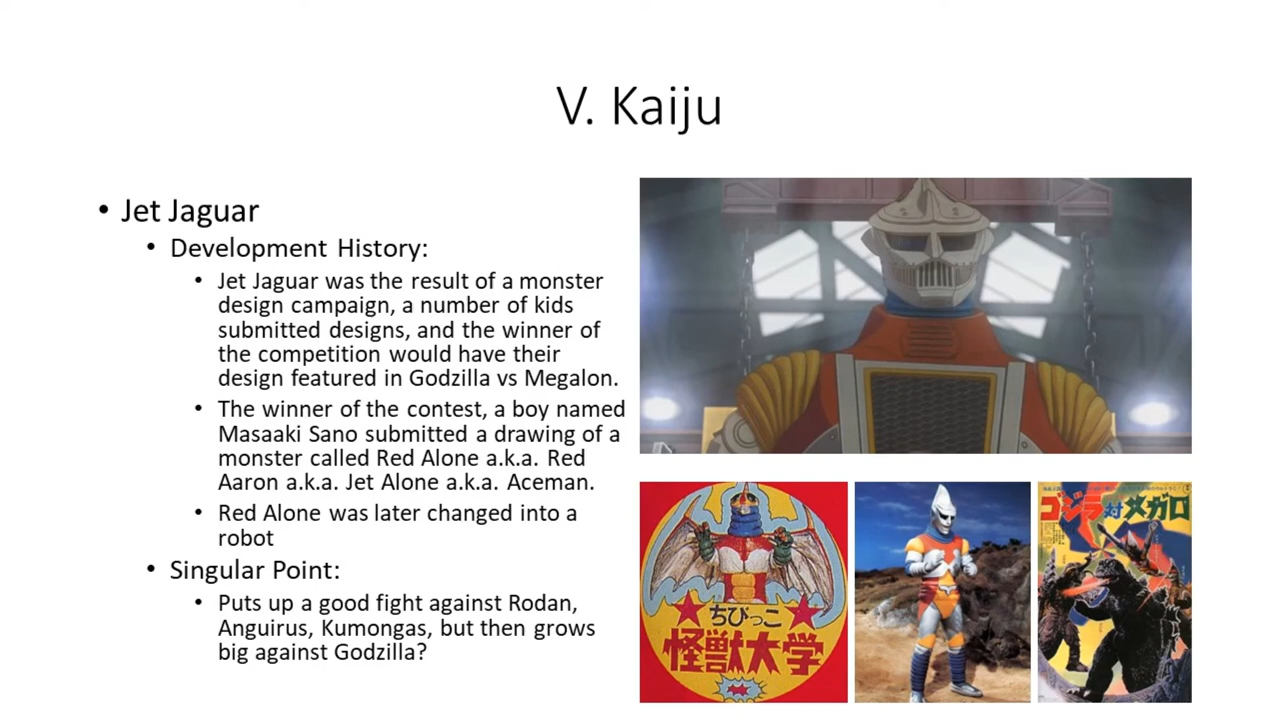 V. Kaiju
• Jet Jaguar
• Development History:
• Jet Jaguar was the result of a monster
design campaign, a number of kids
submitted designs, and the winner of
the competition would have their
design featured in Godzilla vs Megalon.
• The winner of the contest, a boy named
Masaaki Sano submitted a drawing of a
monster called Red Alone a.k.a. Red
Aaron a.k.a. Jet Alone a.k.a. Aceman.
• Red Alone was later changed into a
robot
• Singular Point:
• Puts up a good fight against Rodan,
Anguirus, Kumongas, but then grows
big against Godzilla?
ちびっこ
怪獣大学
ゴジラ対メガロ